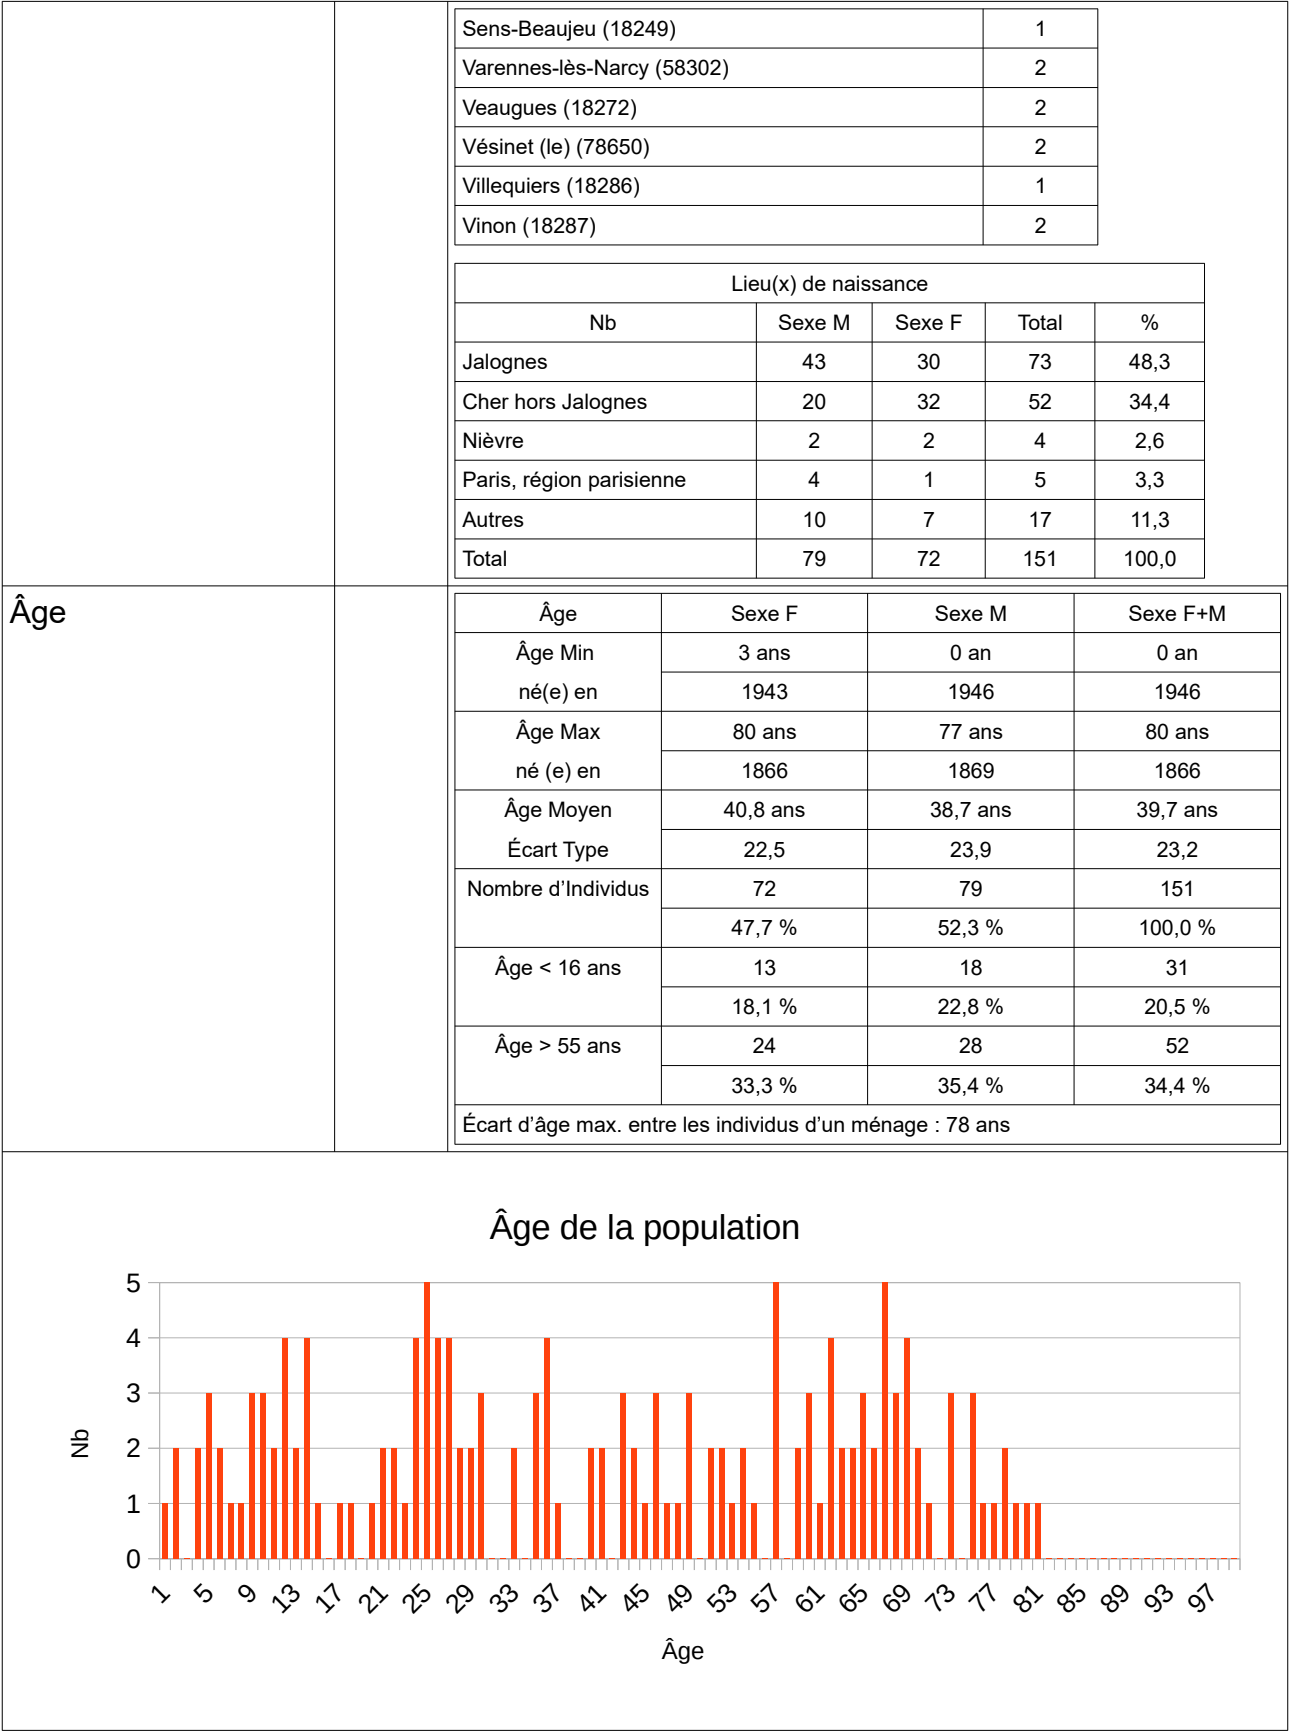 Sens-Beaujeu (18249) 1
Varennes-lès-Narcy (58302) 2
Veaugues (18272) 2
Vésinet (le) (78650) 2
Villequiers (18286) 1
Vinon (18287) 2
Lieu(x) de naissance
Nb Sexe M Sexe F Total %
Jalognes 43 30 73 48,3
Cher hors Jalognes 20 32 52 34,4
Nièvre 2 2 4 2,6
Paris, région parisienne 4 1 5 3,3
Autres 10 7 17 11,3
Total 79 72 151 100,0
Âge
Âge Sexe F Sexe M Sexe F+M
Âge Min 3 ans 0 an 0 an
né(e) en 1943 1946 1946
Âge Max 80 ans 77 ans 80 ans
né (e) en 1866 1869 1866
Âge Moyen 40,8 ans 38,7 ans 39,7 ans
Écart Type 22,5 23,9 23,2
Nombre d’Individus 72 79 151
47,7 % 52,3 % 100,0 %
Âge < 16 ans 13 18 31
18,1 % 22,8 % 20,5 %
Âge > 55 ans 24 28 52
33,3 % 35,4 % 34,4 %
Écart d’âge max. entre les individus d’un ménage : 78 ans
Âge de la population
5
4
3
2
1
0
Nb
1 5 9 13 17 21 25 29 33 37 41 45 49 53 57 61 65 69 73 77 81 85 89 93 97
Âge